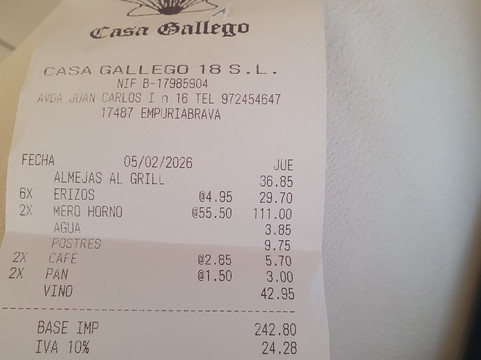 Casa Gallego
CASA GALLEGO 18 S.L.
NIF B-17985904
AVDA JUAN CARLOS I n 16 TEL 972454647
17487 EMPURIABRAVA
FECHA 05/02/2026 JUE
ALMEJAS AL GRILL 36.85
6X ERIZOS @4.95 29.70
2X MERO HORNO @55.50 111.00
AGUA 3.85
POSTRES 9.75
2X CAFE @2.85 5.70
2X PAN @1.50 3.00
VINO 42.95
BASE IMP 242.80
IVA 10% 24.28